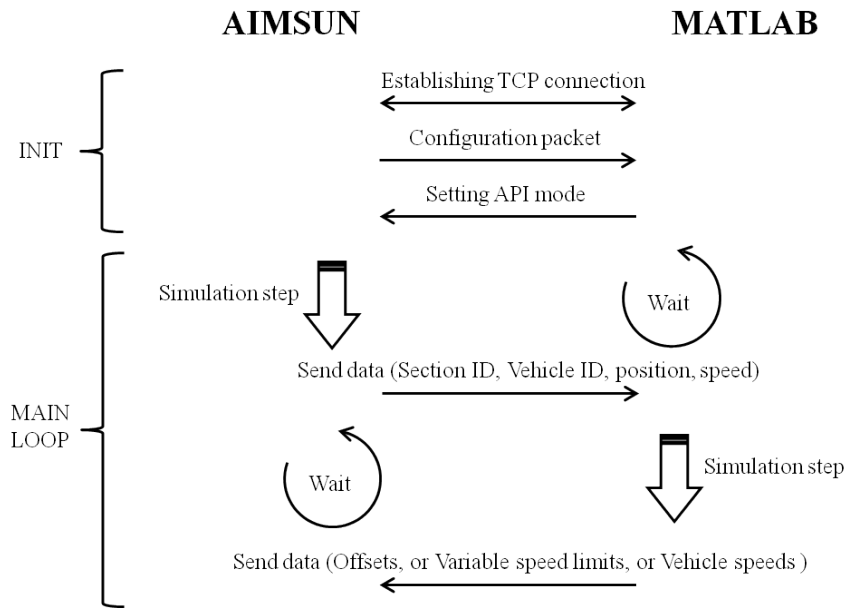 AIMSUN MATLAB
Establishing TCP connection
Configuration packet
INIT
Setting API mode
Simulation step
Wait
Send data (Section ID, Vehicle ID, position, speed)
MAIN
LOOP
Wait
Simulation step
Send data (Offsets, or Variable speed limits, or Vehicle speeds )